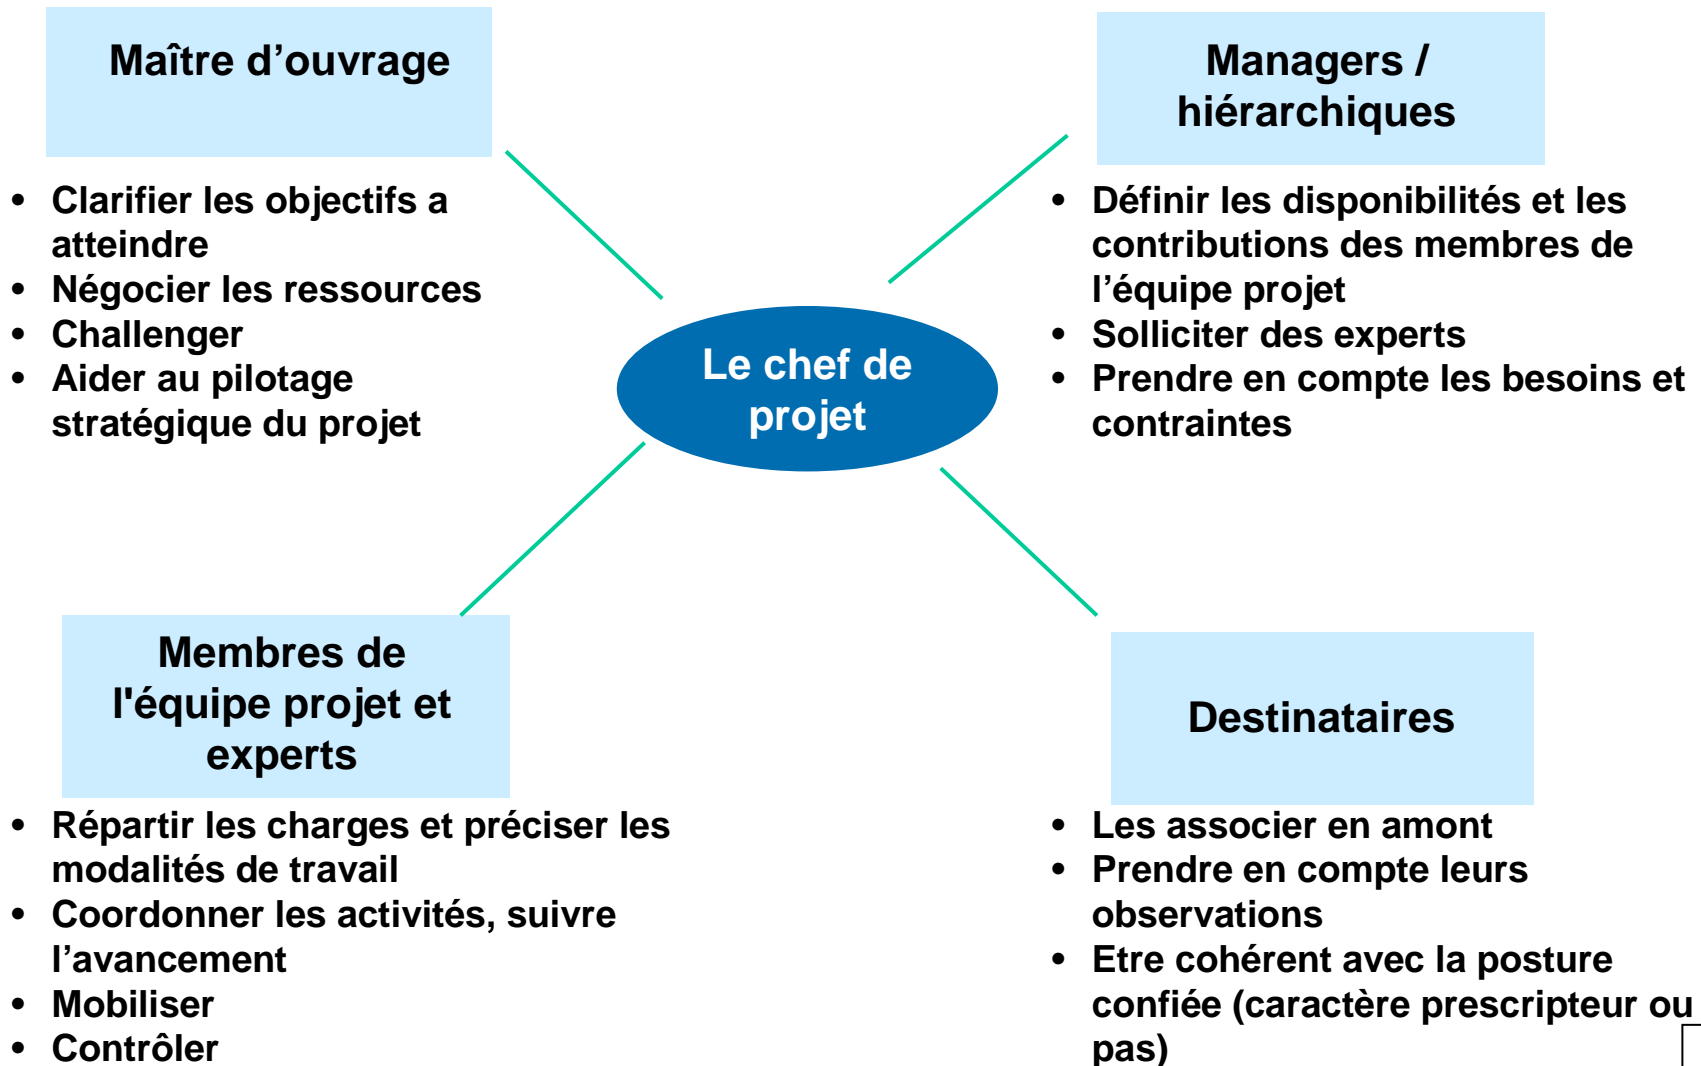 Maître d’ouvrage
• Clarifier les objectifs a
atteindre
• Négocier les ressources
• Challenger
• Aider au pilotage
stratégique du projet
Managers /
hiérarchiques
• Définir les disponibilités et les
contributions des membres de
l’équipe projet
• Solliciter des experts
• Prendre en compte les besoins et
contraintes
Le chef de
projet
Membres de
l'équipe projet et
experts
• Répartir les charges et préciser les
modalités de travail
• Coordonner les activités, suivre
l’avancement
• Mobiliser
• Contrôler
Destinataires
• Les associer en amont
• Prendre en compte leurs
observations
• Etre cohérent avec la posture
confiée (caractère prescripteur ou
pas)